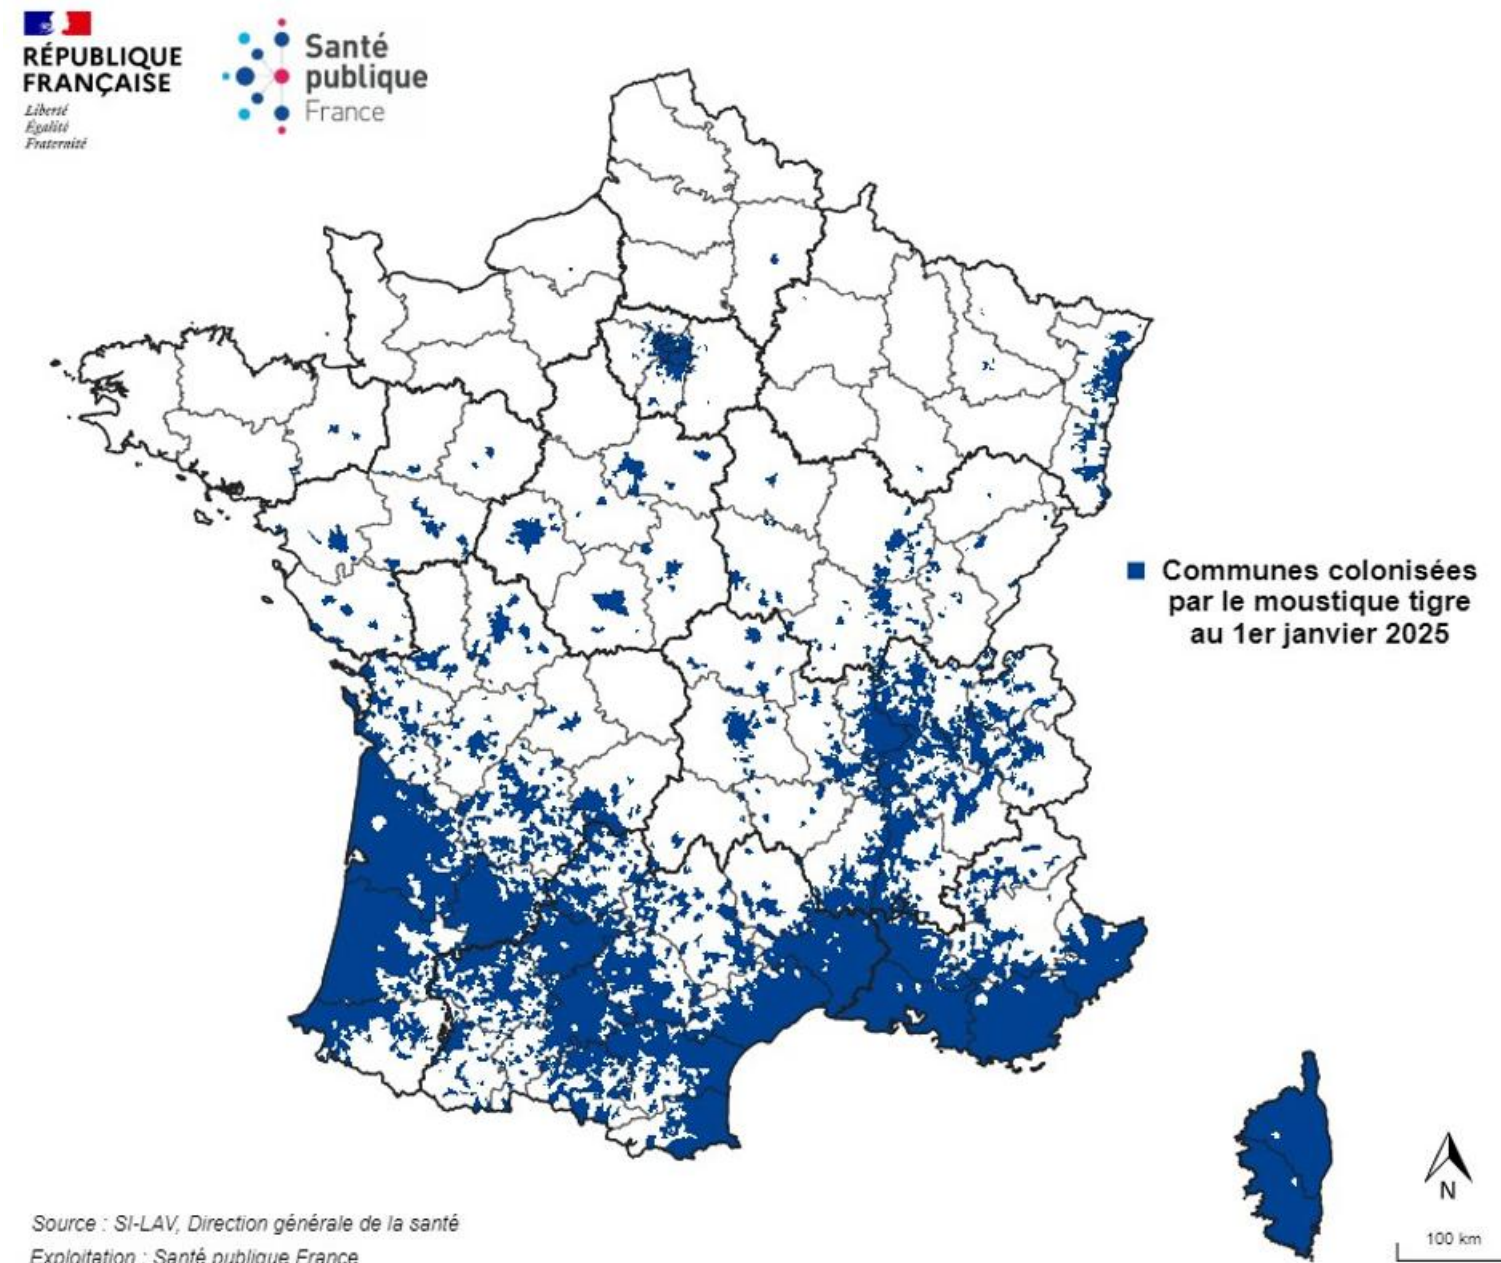 RÉPUBLIQUE
FRANÇAISE
Liberté
Égalité
Fraternité
Santé
publique
France
Communes colonisées
par le moustique tigre
au 1er janvier 2025
N
100 km
Source : SI-LAV, Direction générale de la santé
Exploitation : Santé publique France